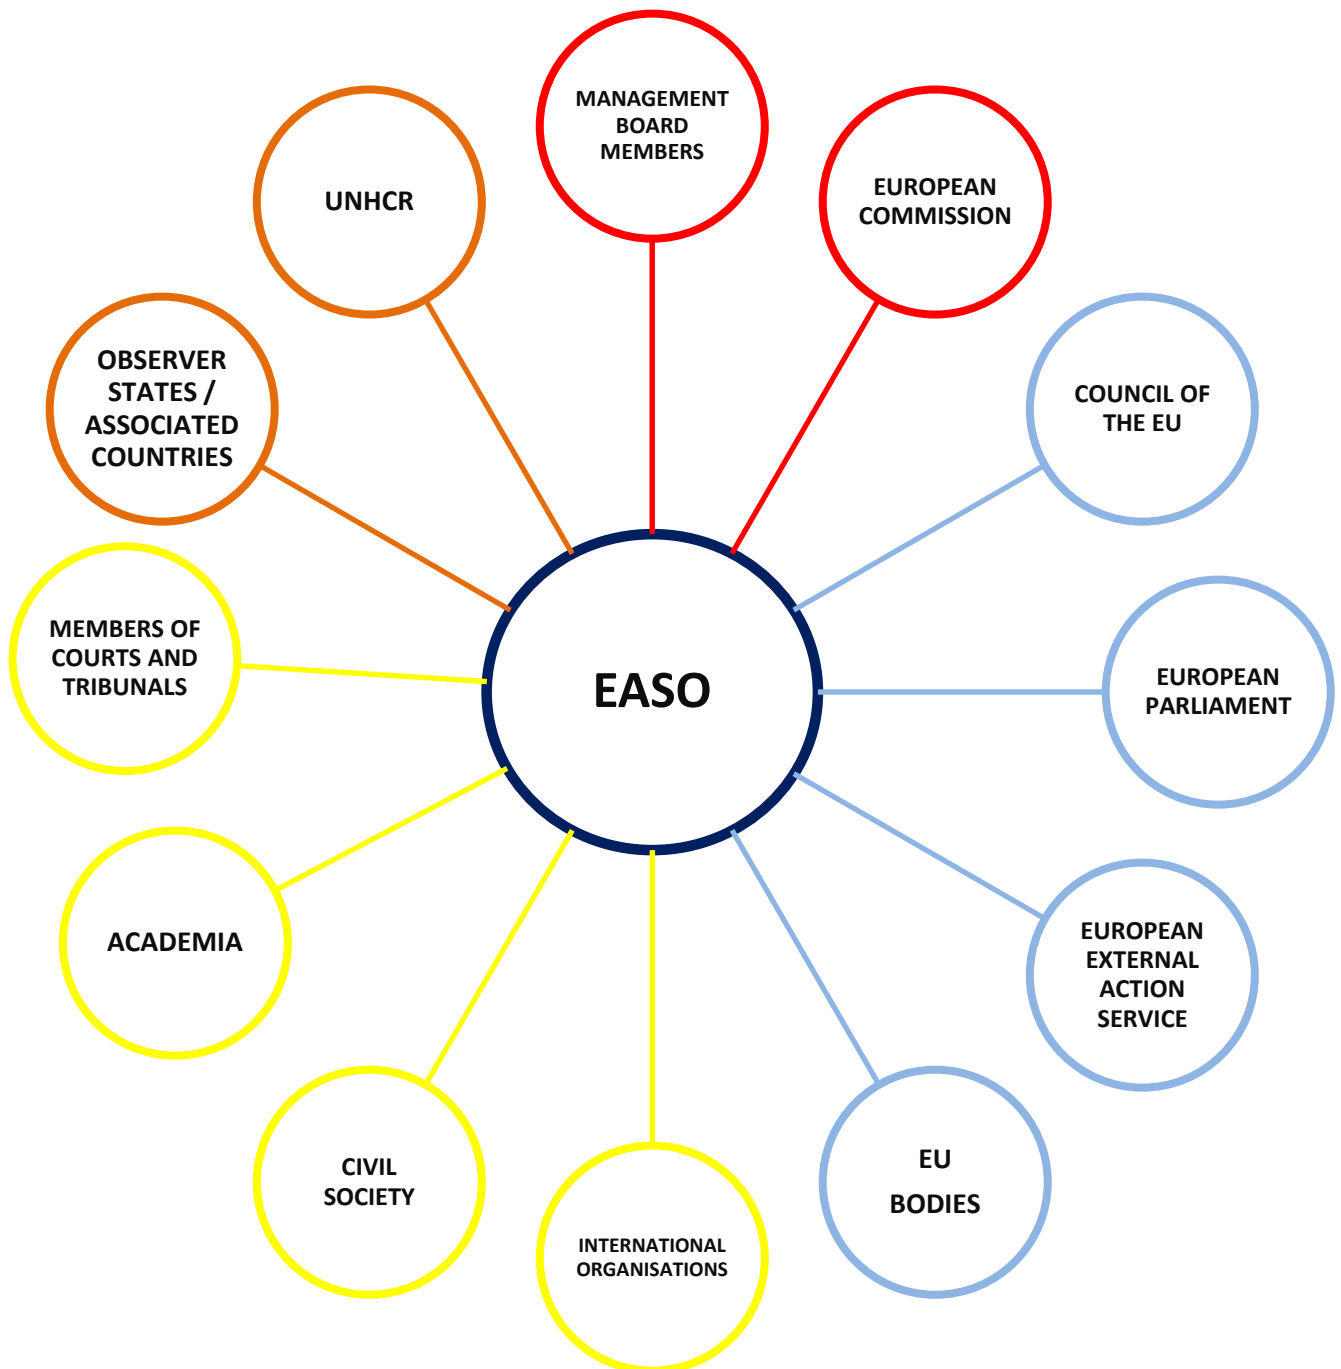 MANAGEMENT
BOARD
MEMBERS
EUROPEAN
COMMISSION
UNHCR
COUNCIL OF
THE EU
OBSERVER
STATES /
ASSOCIATED
COUNTRIES
MEMBERS OF
COURTS AND
TRIBUNALS
EASO
EUROPEAN
PARLIAMENT
ACADEMIA
EUROPEAN
EXTERNAL
ACTION
SERVICE
CIVIL
SOCIETY
EU
BODIES
INTERNATIONAL
ORGANISATIONS